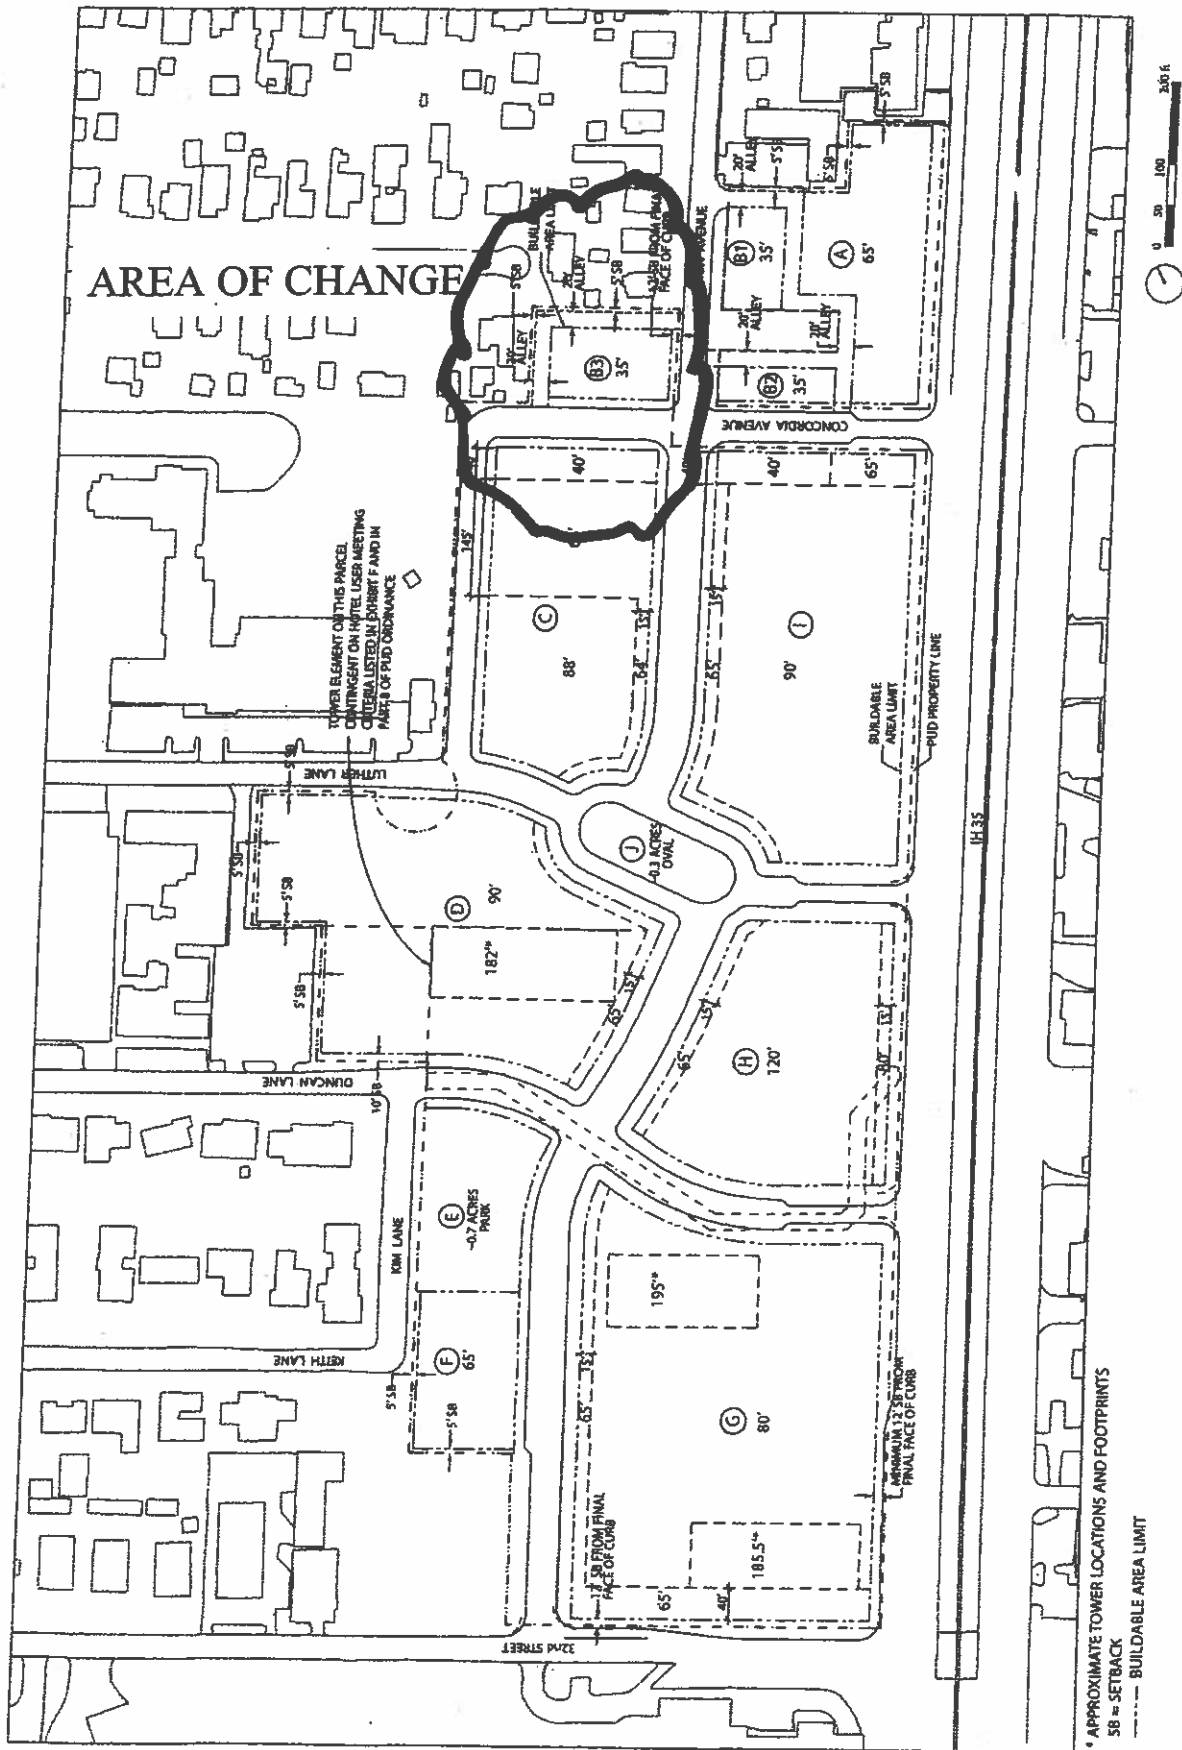 AREA OF CHANGE
BUILDABLE
AREA LIMIT
5' SB
20'
ALLEY
5' SB
12' SB FROM FINAL
FACE OF CURB
20'
ALLEY
B3
35'
AVENUE
20'
ALLEY
5' SB
5' SB
5' SB
B1
35'
A
65'
20'
ALLEY
20'
ALLEY
B2
35'
CONCORDIA AVENUE
40'
40'
65'
145'
TOWER ELEMENT ON THIS PARCEL
CONTINGENT ON HOTEL USER MEETING
CRITERIA LISTED IN EXHIBIT F AND IN
PART 8 OF PUD ORDINANCE
C
88'
15'
64'
15'
65'
I
90'
BUILDABLE
AREA LIMIT
PUD PROPERTY LINE
LUTHER LANE
5' SB
5' SB
5' SB
5' SB
J
~0.3 ACRES
OVAL
D
90'
182'*
15'
65'
IH 35
DUNCAN LANE
10' SB
65'
15'
H
120'
15'
80'
KIM LANE
E
~0.7 ACRES
PARK
KEITH LANE
F
65'
5' SB
5' SB
195'*
15'
65'
G
80'
MINIMUM 12' SB FROM
FINAL FACE OF CURB
12' SB FROM FINAL
FACE OF CURB
185.5'*
65'
40'
32nd STREET
0 50 100 200 ft
* APPROXIMATE TOWER LOCATIONS AND FOOTPRINTS
SB = SETBACK
BUILDABLE AREA LIMIT